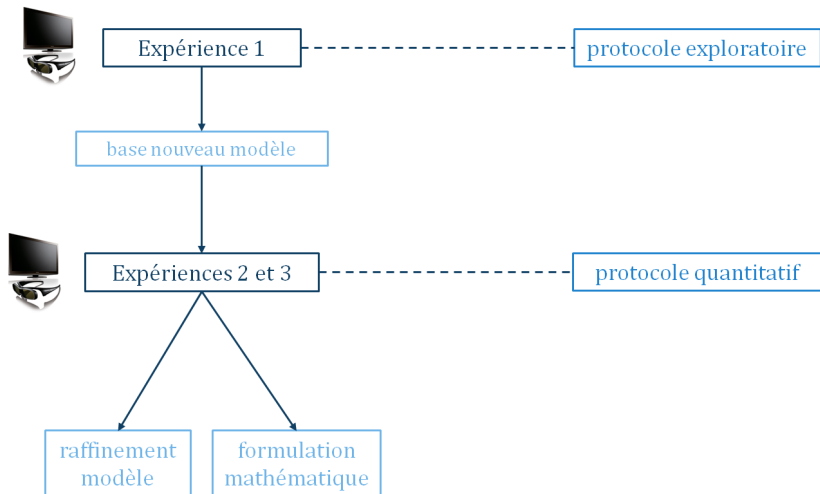 Expérience 1
protocole exploratoire
base nouveau modèle
Expériences 2 et 3
protocole quantitatif
raffinement
modèle
formulation
mathématique